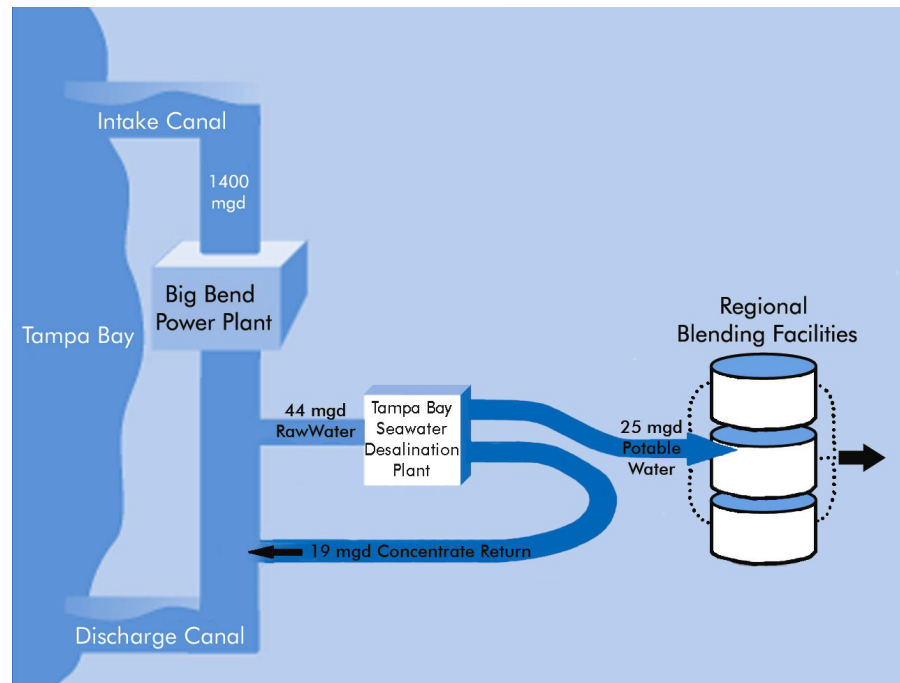 Intake Canal
1400
mgd
Big Bend
Power Plant
Tampa Bay
Regional
Blending Facilities
44 mgd
RawWater
Tampa Bay
Seawater
Desalination
Plant
25 mgd
Potable
Water
19 mgd Concentrate Return
Discharge Canal